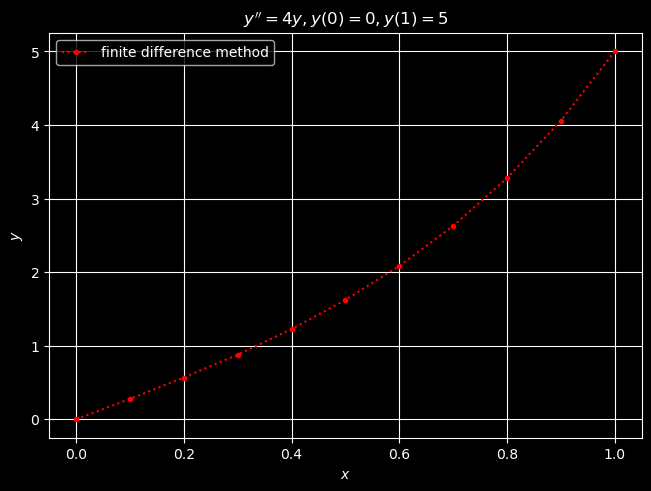 y'' = 4y, y(0) = 0, y(1) = 5
finite difference method
5
4
3
2
1
0
y
0.0 0.2 0.4 0.6 0.8 1.0
x